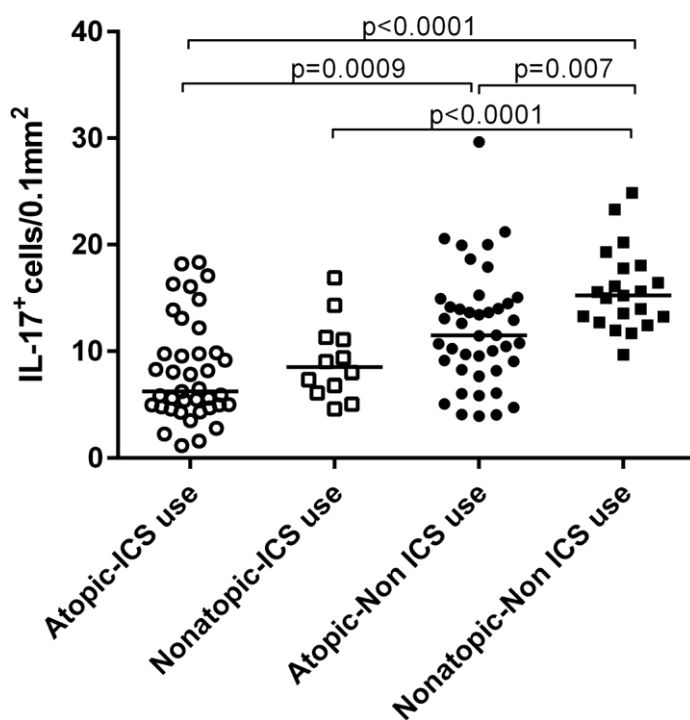 p<0.0001
p=0.0009 p=0.007
p<0.0001
IL-17⁺cells/0.1mm²
40
30
20
10
0
Atopic-ICS use
Nonatopic-ICS use
Atopic-Non ICS use
Nonatopic-Non ICS use